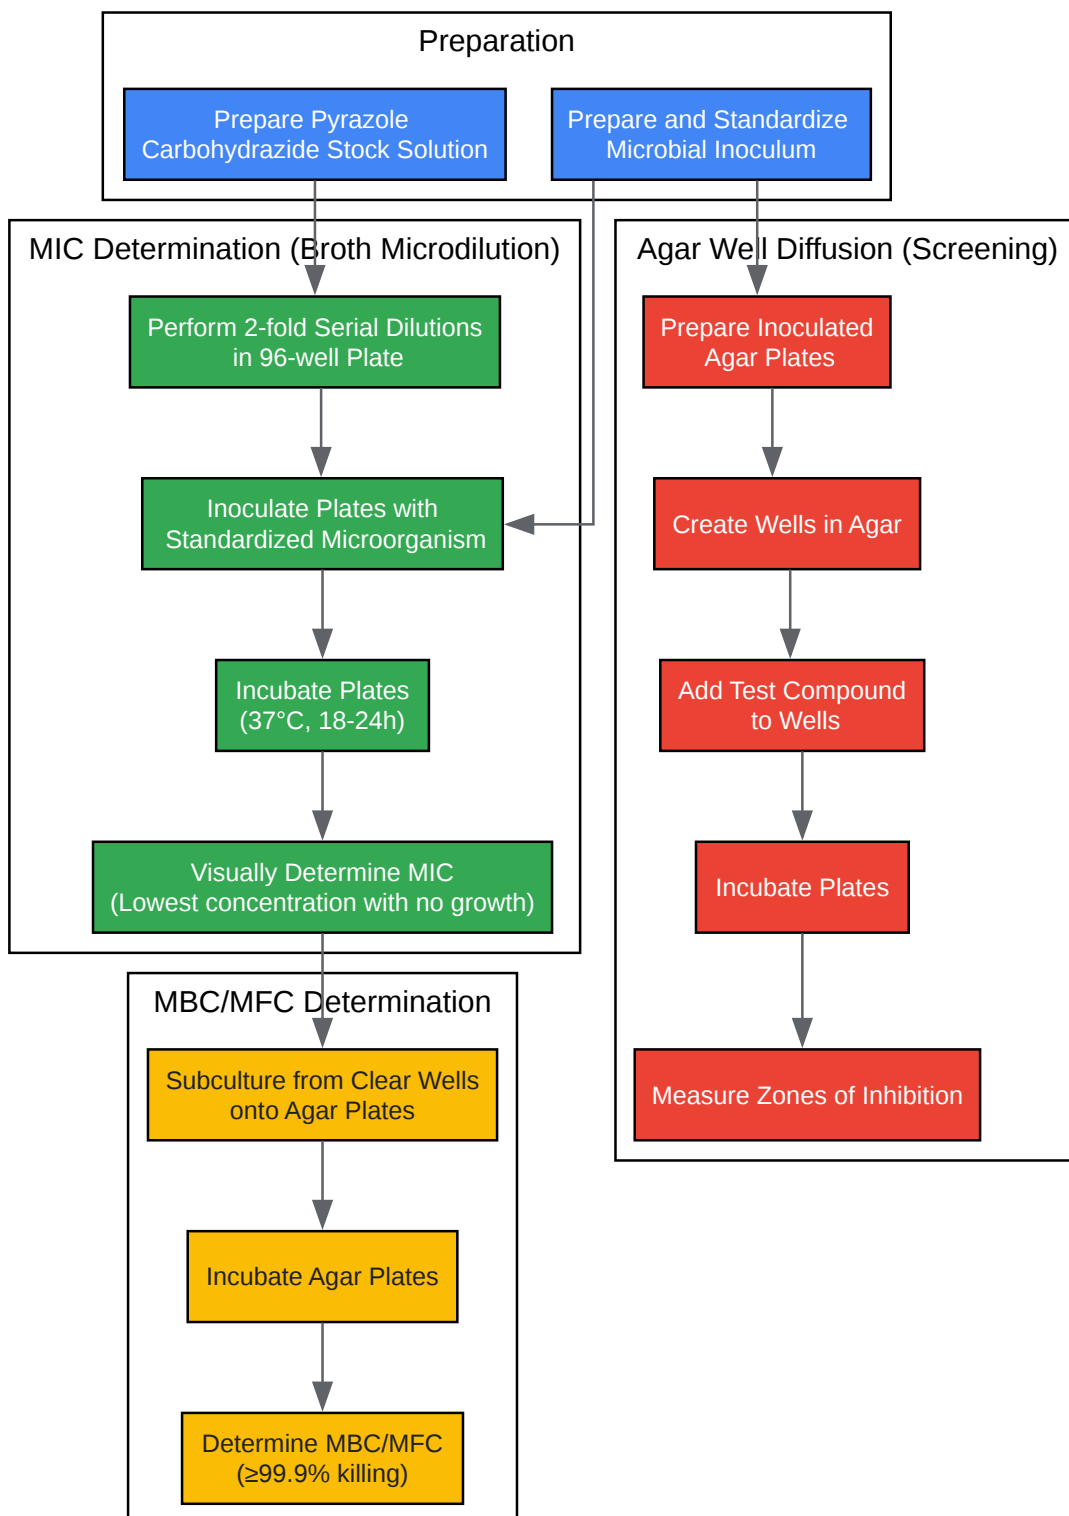 Preparation
Prepare Pyrazole
Carbohydrazide Stock Solution
Prepare and Standardize
Microbial Inoculum
MIC Determination (Broth Microdilution)
Perform 2-fold Serial Dilutions
in 96-well Plate
Inoculate Plates with
Standardized Microorganism
Incubate Plates
(37°C, 18-24h)
Visually Determine MIC
(Lowest concentration with no growth)
MBC/MFC Determination
Subculture from Clear Wells
onto Agar Plates
Incubate Agar Plates
Determine MBC/MFC
(≥99.9% killing)
Agar Well Diffusion (Screening)
Prepare Inoculated
Agar Plates
Create Wells in Agar
Add Test Compound
to Wells
Incubate Plates
Measure Zones of Inhibition